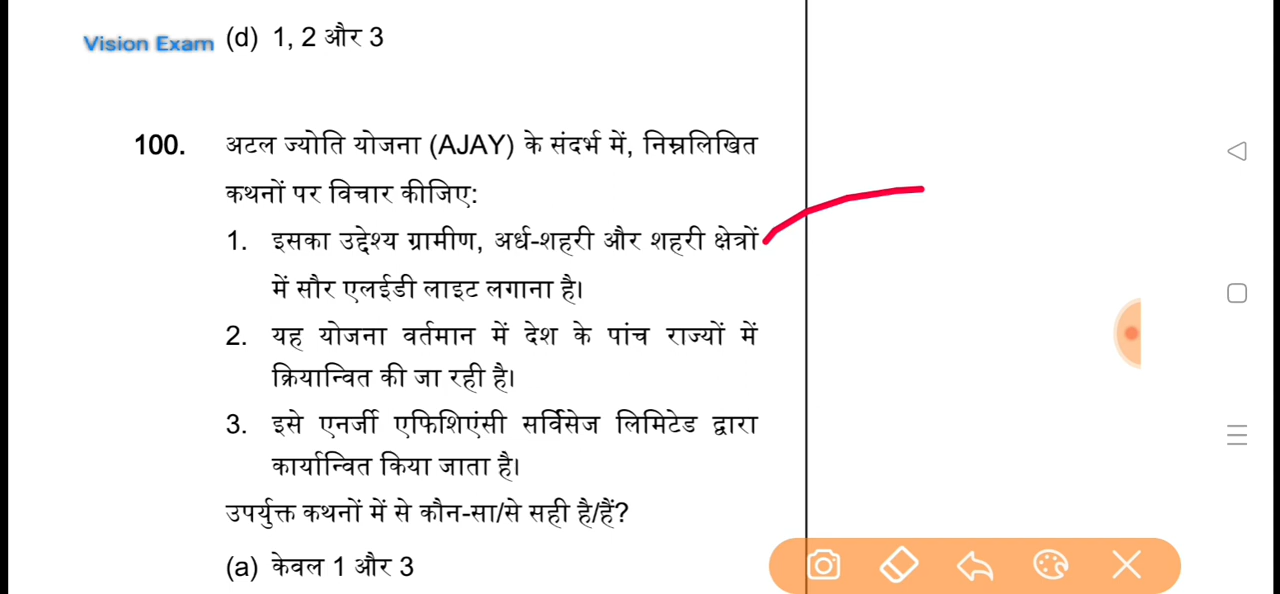 Vision Exam (d) 1, 2 और 3
100. अटल ज्योति योजना (AJAY) के संदर्भ में, निम्नलिखित
कथनों पर विचार कीजिए:
1. इसका उद्देश्य ग्रामीण, अर्ध-शहरी और शहरी क्षेत्रों
में सौर एलईडी लाइट लगाना है।
2. यह योजना वर्तमान में देश के पांच राज्यों में
क्रियान्वित की जा रही है।
3. इसे एनर्जी एफिशिएंसी सर्विसेज लिमिटेड द्वारा
कार्यान्वित किया जाता है।
उपर्युक्त कथनों में से कौन-सा/से सही है/हैं?
(a) केवल 1 और 3